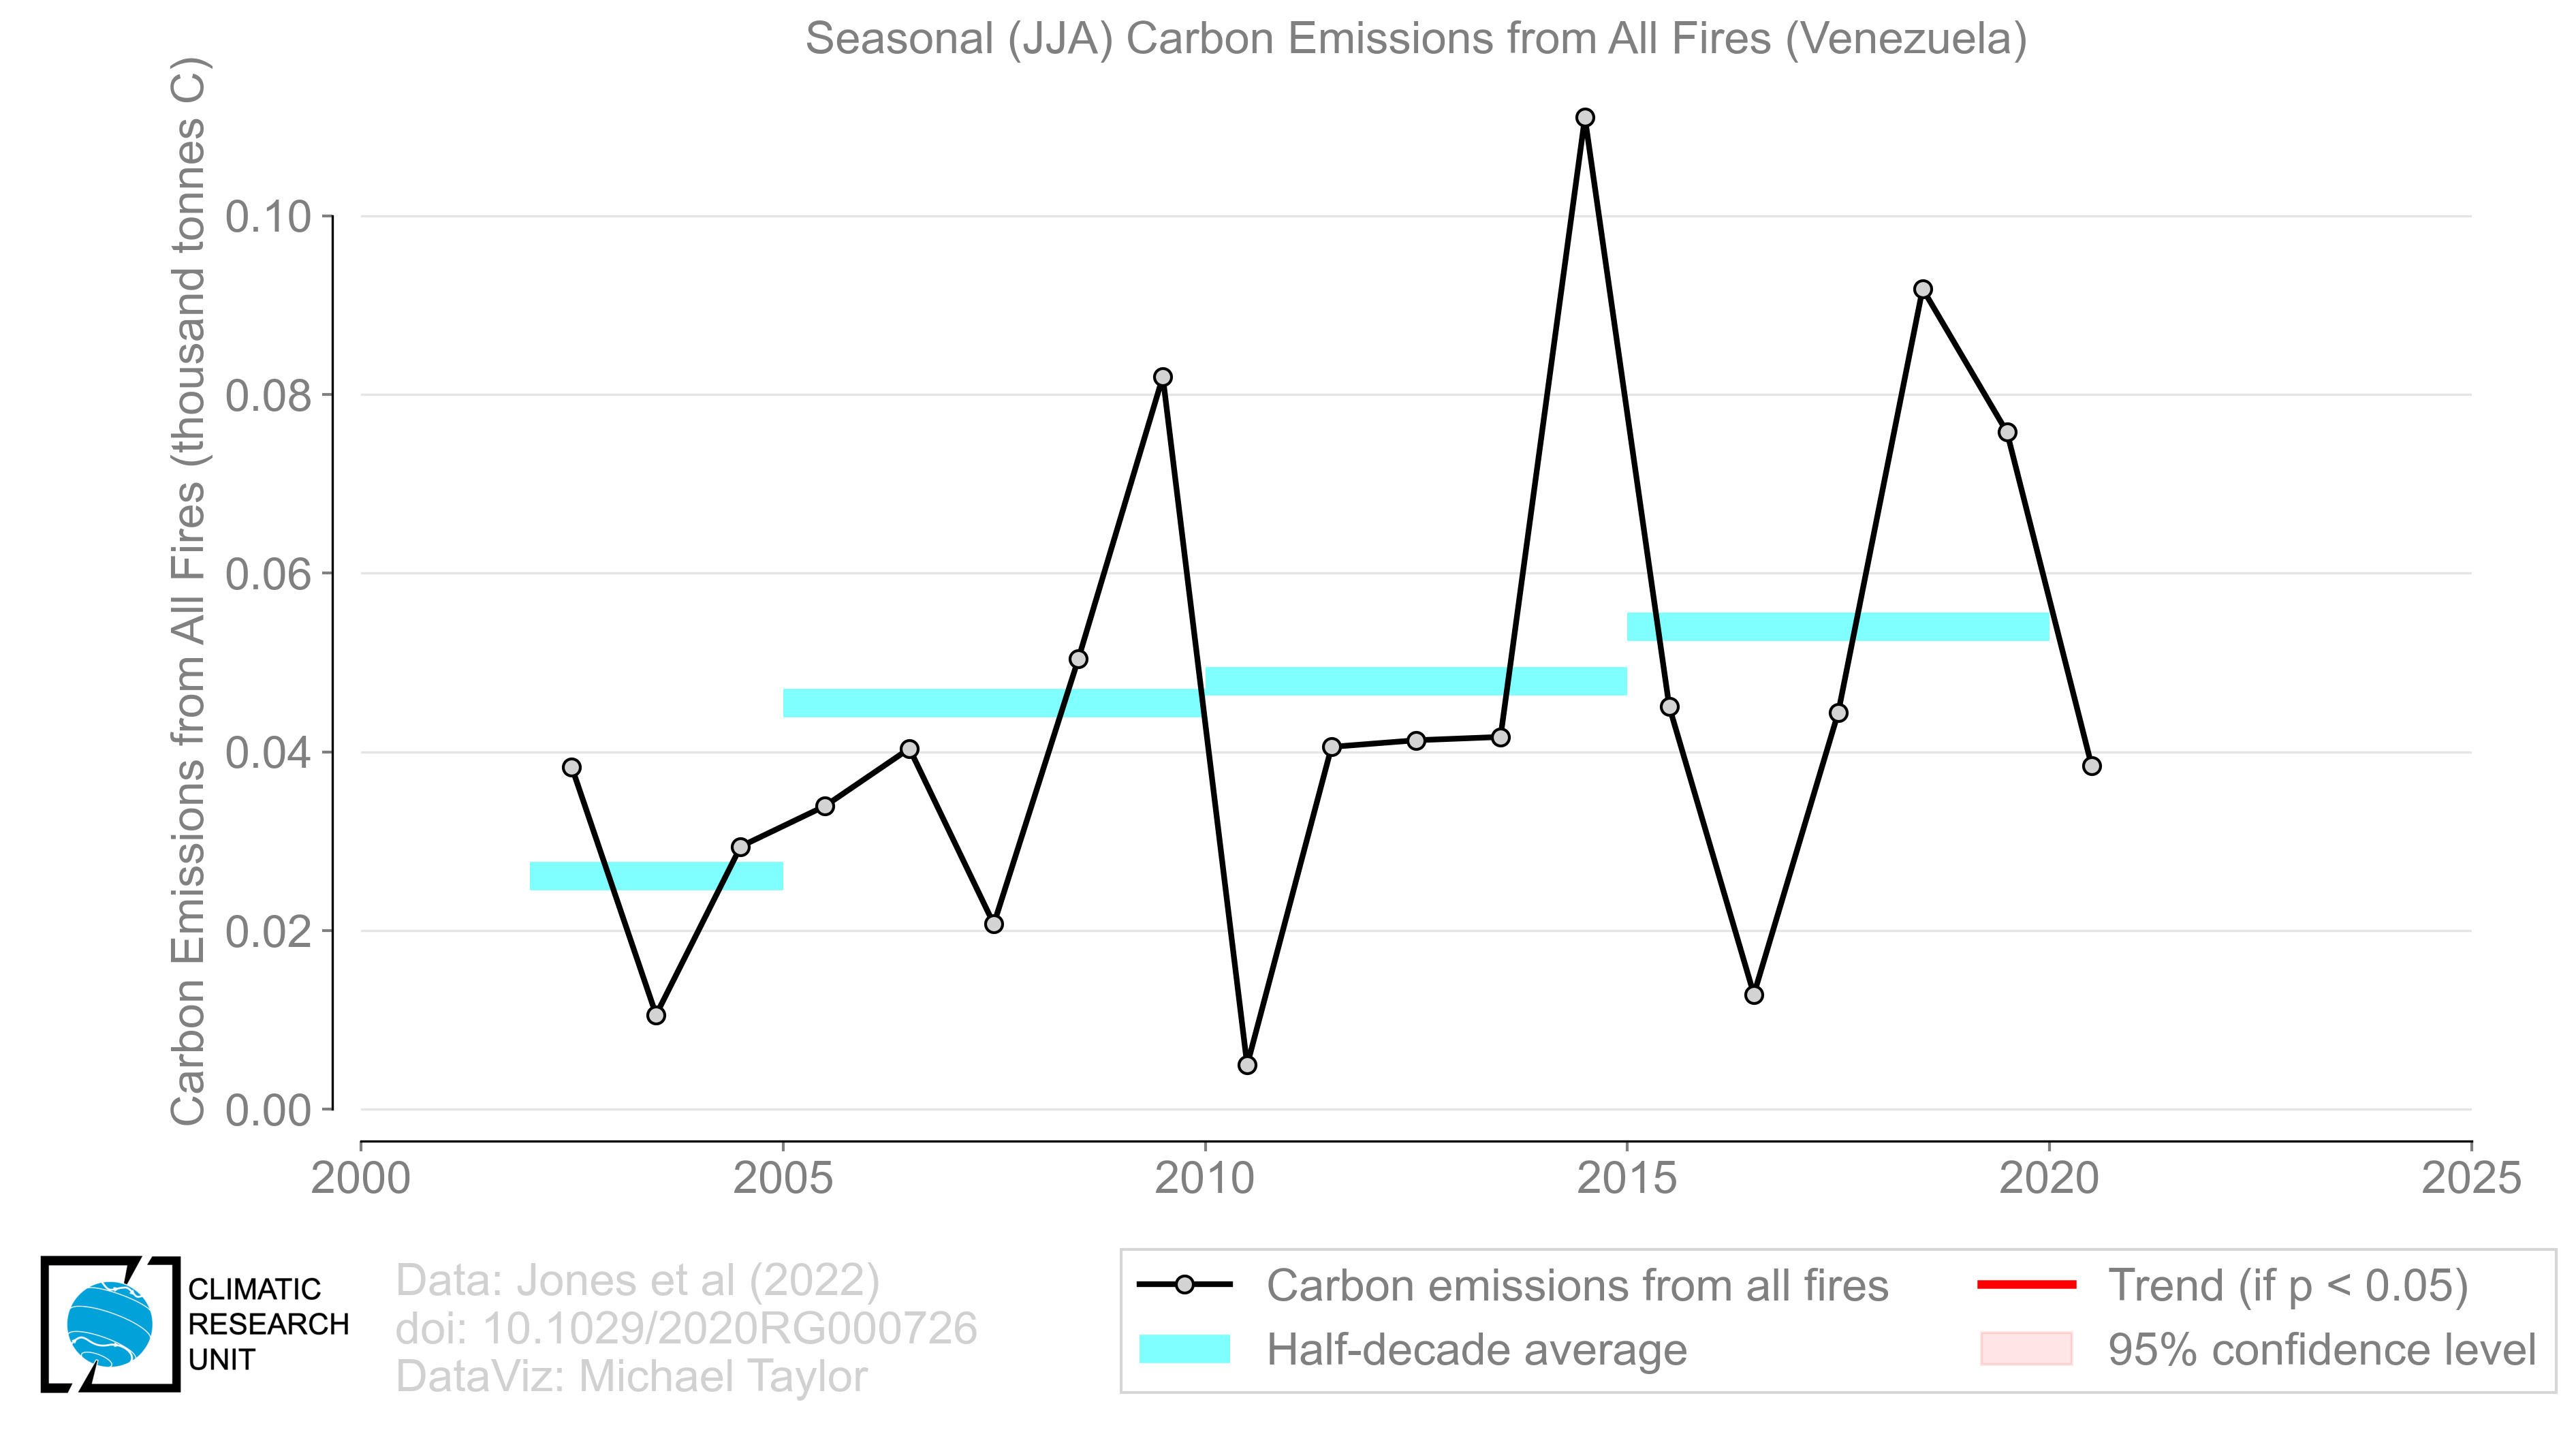 Seasonal (JJA) Carbon Emissions from All Fires (Venezuela)
Carbon Emissions from All Fires (thousand tonnes C)
0.10
0.08
0.06
0.04
0.02
0.00
2000
2005
2010
2015
2020
2025
CLIMATIC
RESEARCH
UNIT
Data: Jones et al (2022)
doi: 10.1029/2020RG000726
DataViz: Michael Taylor
Carbon emissions from all fires
Half-decade average
Trend (if p < 0.05)
95% confidence level